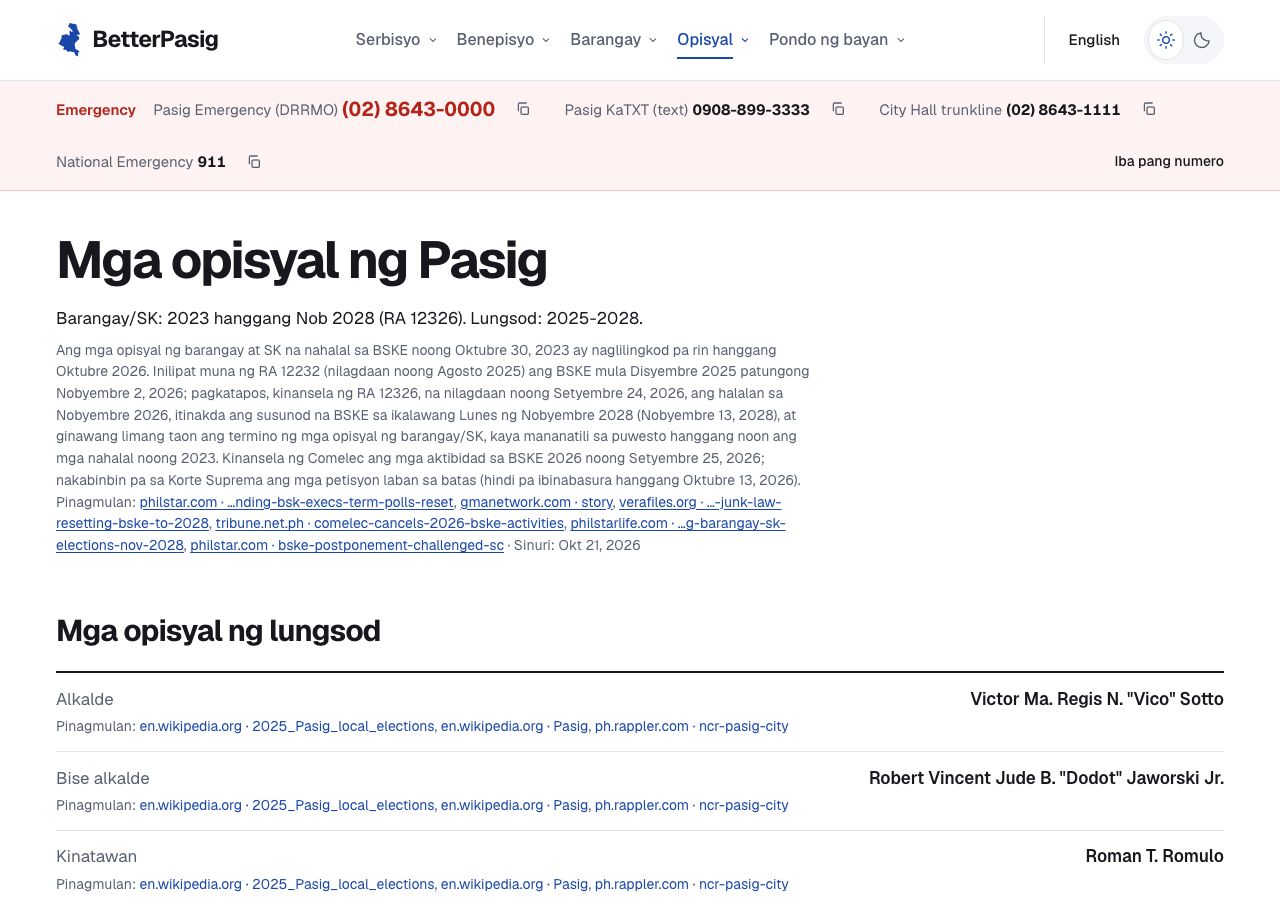 BetterPasig
Serbisyo Benepisyo Barangay Opisyal Pondo ng bayan
English
Emergency Pasig Emergency (DRRMO) (02) 8643-0000 Pasig KaTXT (text) 0908-899-3333 City Hall trunkline (02) 8643-1111
National Emergency 911 Iba pang numero
Mga opisyal ng Pasig
Barangay/SK: 2023 hanggang Nob 2028 (RA 12326). Lungsod: 2025-2028.
Ang mga opisyal ng barangay at SK na nahalal sa BSKE noong Oktubre 30, 2023 ay naglilingkod pa rin hanggang
Oktubre 2026. Inilipat muna ng RA 12232 (nilagdaan noong Agosto 2025) ang BSKE mula Disyembre 2025 patungong
Nobyembre 2, 2026; pagkatapos, kinansela ng RA 12326, na nilagdaan noong Setyembre 24, 2026, ang halalan sa
Nobyembre 2026, itinakda ang susunod na BSKE sa ikalawang Lunes ng Nobyembre 2028 (Nobyembre 13, 2028), at
ginawang limang taon ang termino ng mga opisyal ng barangay/SK, kaya mananatili sa puwesto hanggang noon ang
mga nahalal noong 2023. Kinansela ng Comelec ang mga aktibidad sa BSKE 2026 noong Setyembre 25, 2026;
nakabinbin pa sa Korte Suprema ang mga petisyon laban sa batas (hindi pa ibinabasura hanggang Oktubre 13, 2026).
Pinagmulan: philstar.com · …nding-bsk-execs-term-polls-reset, gmanetwork.com · story, verafiles.org · …-junk-law-
resetting-bske-to-2028, tribune.net.ph · comelec-cancels-2026-bske-activities, philstarlife.com · …g-barangay-sk-
elections-nov-2028, philstar.com · bske-postponement-challenged-sc · Sinuri: Okt 21, 2026
Mga opisyal ng lungsod
Alkalde Victor Ma. Regis N. "Vico" Sotto
Pinagmulan: en.wikipedia.org · 2025_Pasig_local_elections, en.wikipedia.org · Pasig, ph.rappler.com · ncr-pasig-city
Bise alkalde Robert Vincent Jude B. "Dodot" Jaworski Jr.
Pinagmulan: en.wikipedia.org · 2025_Pasig_local_elections, en.wikipedia.org · Pasig, ph.rappler.com · ncr-pasig-city
Kinatawan Roman T. Romulo
Pinagmulan: en.wikipedia.org · 2025_Pasig_local_elections, en.wikipedia.org · Pasig, ph.rappler.com · ncr-pasig-city